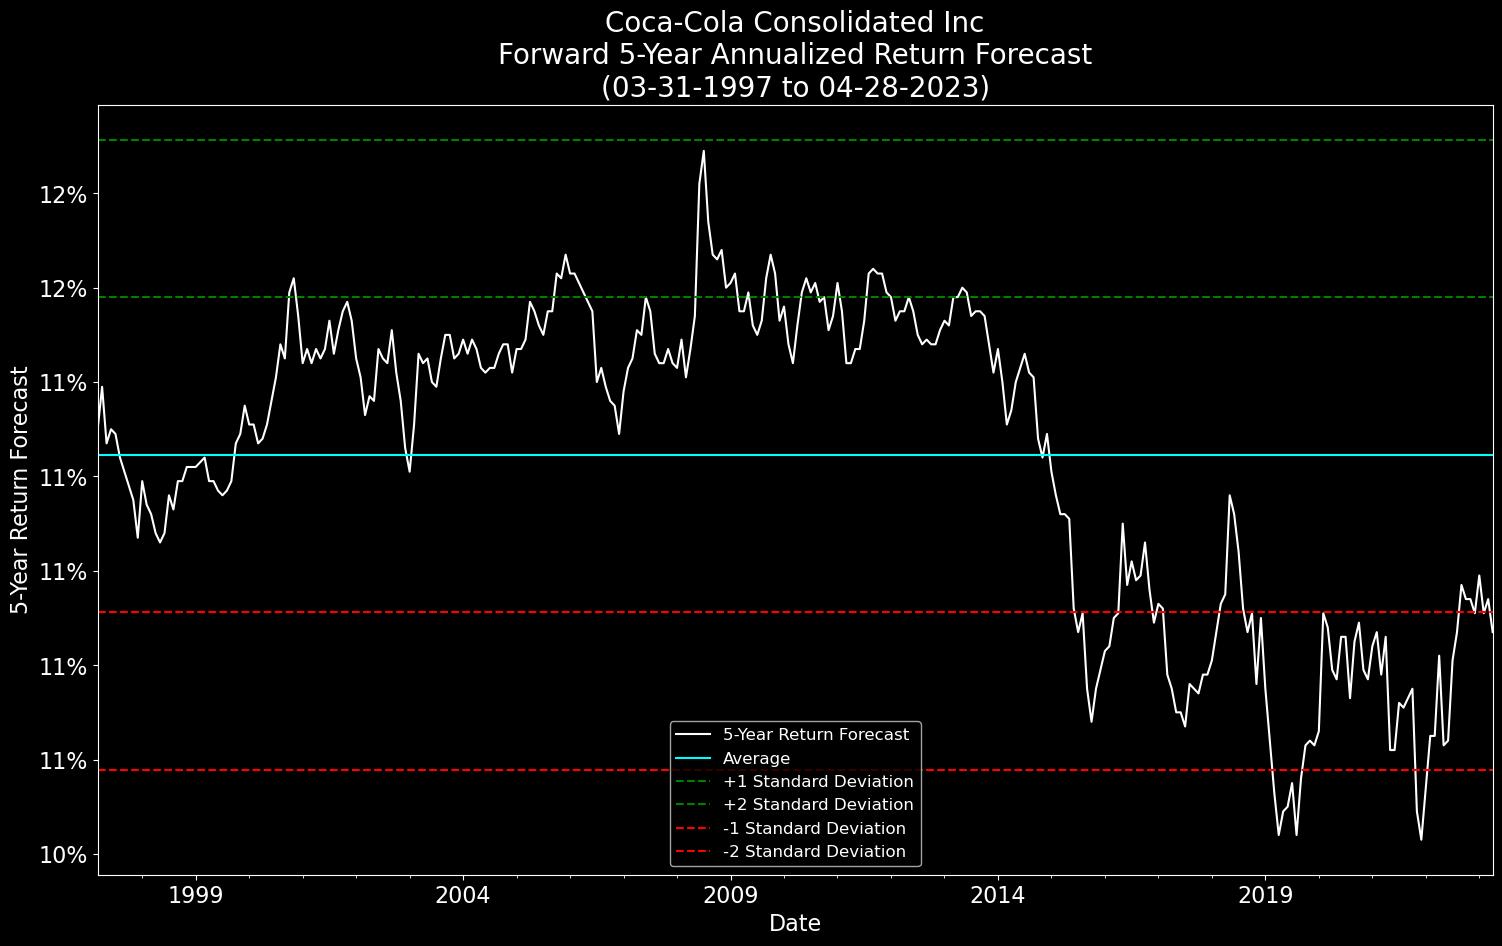 Coca-Cola Consolidated Inc
Forward 5-Year Annualized Return Forecast
(03-31-1997 to 04-28-2023)
12%
12%
11%
11%
11%
11%
11%
10%
5-Year Return Forecast
5-Year Return Forecast
Average
+1 Standard Deviation
+2 Standard Deviation
-1 Standard Deviation
-2 Standard Deviation
1999 2004 2009 2014 2019
Date